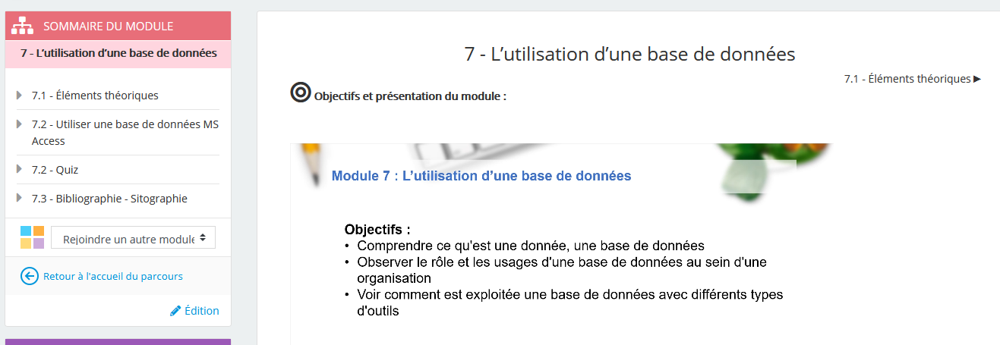 SOMMAIRE DU MODULE
7 - L’utilisation d’une base de données
7.1 - Éléments théoriques
7.2 - Utiliser une base de données MS
Access
7.2 - Quiz
7.3 - Bibliographie - Sitographie
Rejoindre un autre module
Retour à l'accueil du parcours
Édition
7 - L’utilisation d’une base de données
7.1 - Éléments théoriques ▶
Objectifs et présentation du module :
Module 7 : L’utilisation d’une base de données
Objectifs :
• Comprendre ce qu'est une donnée, une base de données
• Observer le rôle et les usages d'une base de données au sein d'une
organisation
• Voir comment est exploitée une base de données avec différents types
d'outils